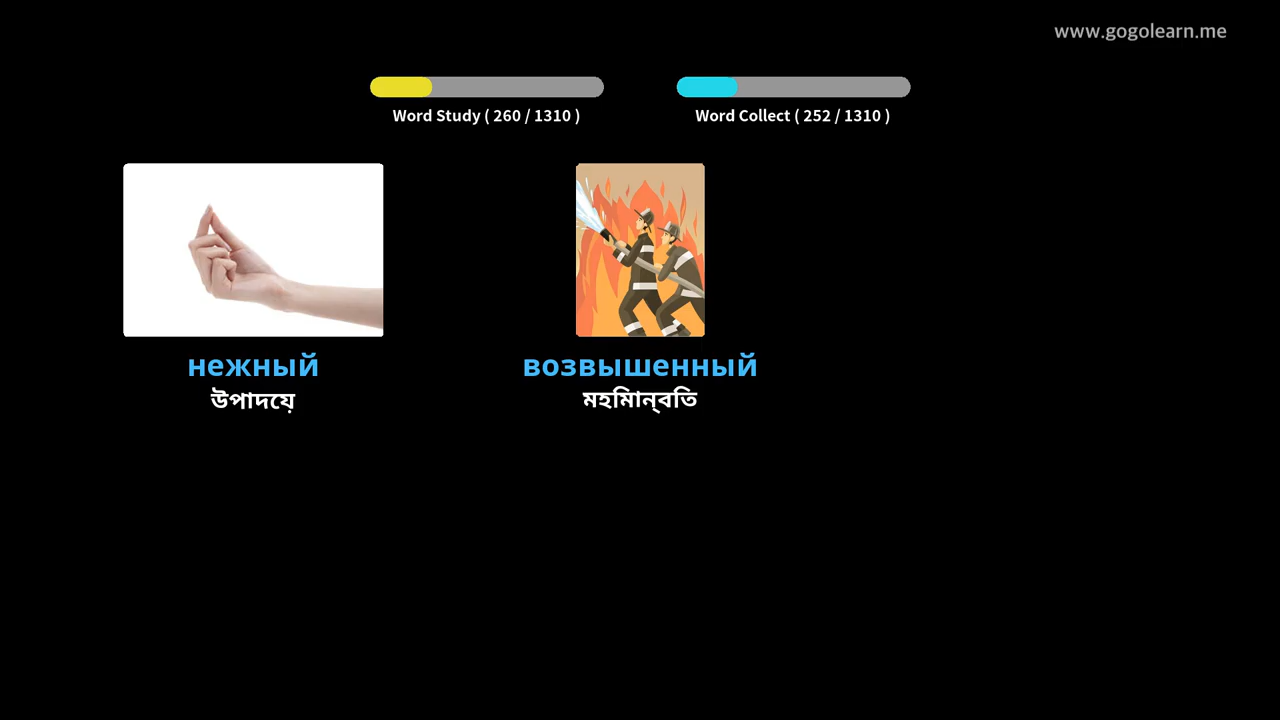 www.gogolearn.me
Word Study ( 260 / 1310 )
Word Collect ( 252 / 1310 )
нежный
возвышенный
উপাদেয়
মহিমান্বিত